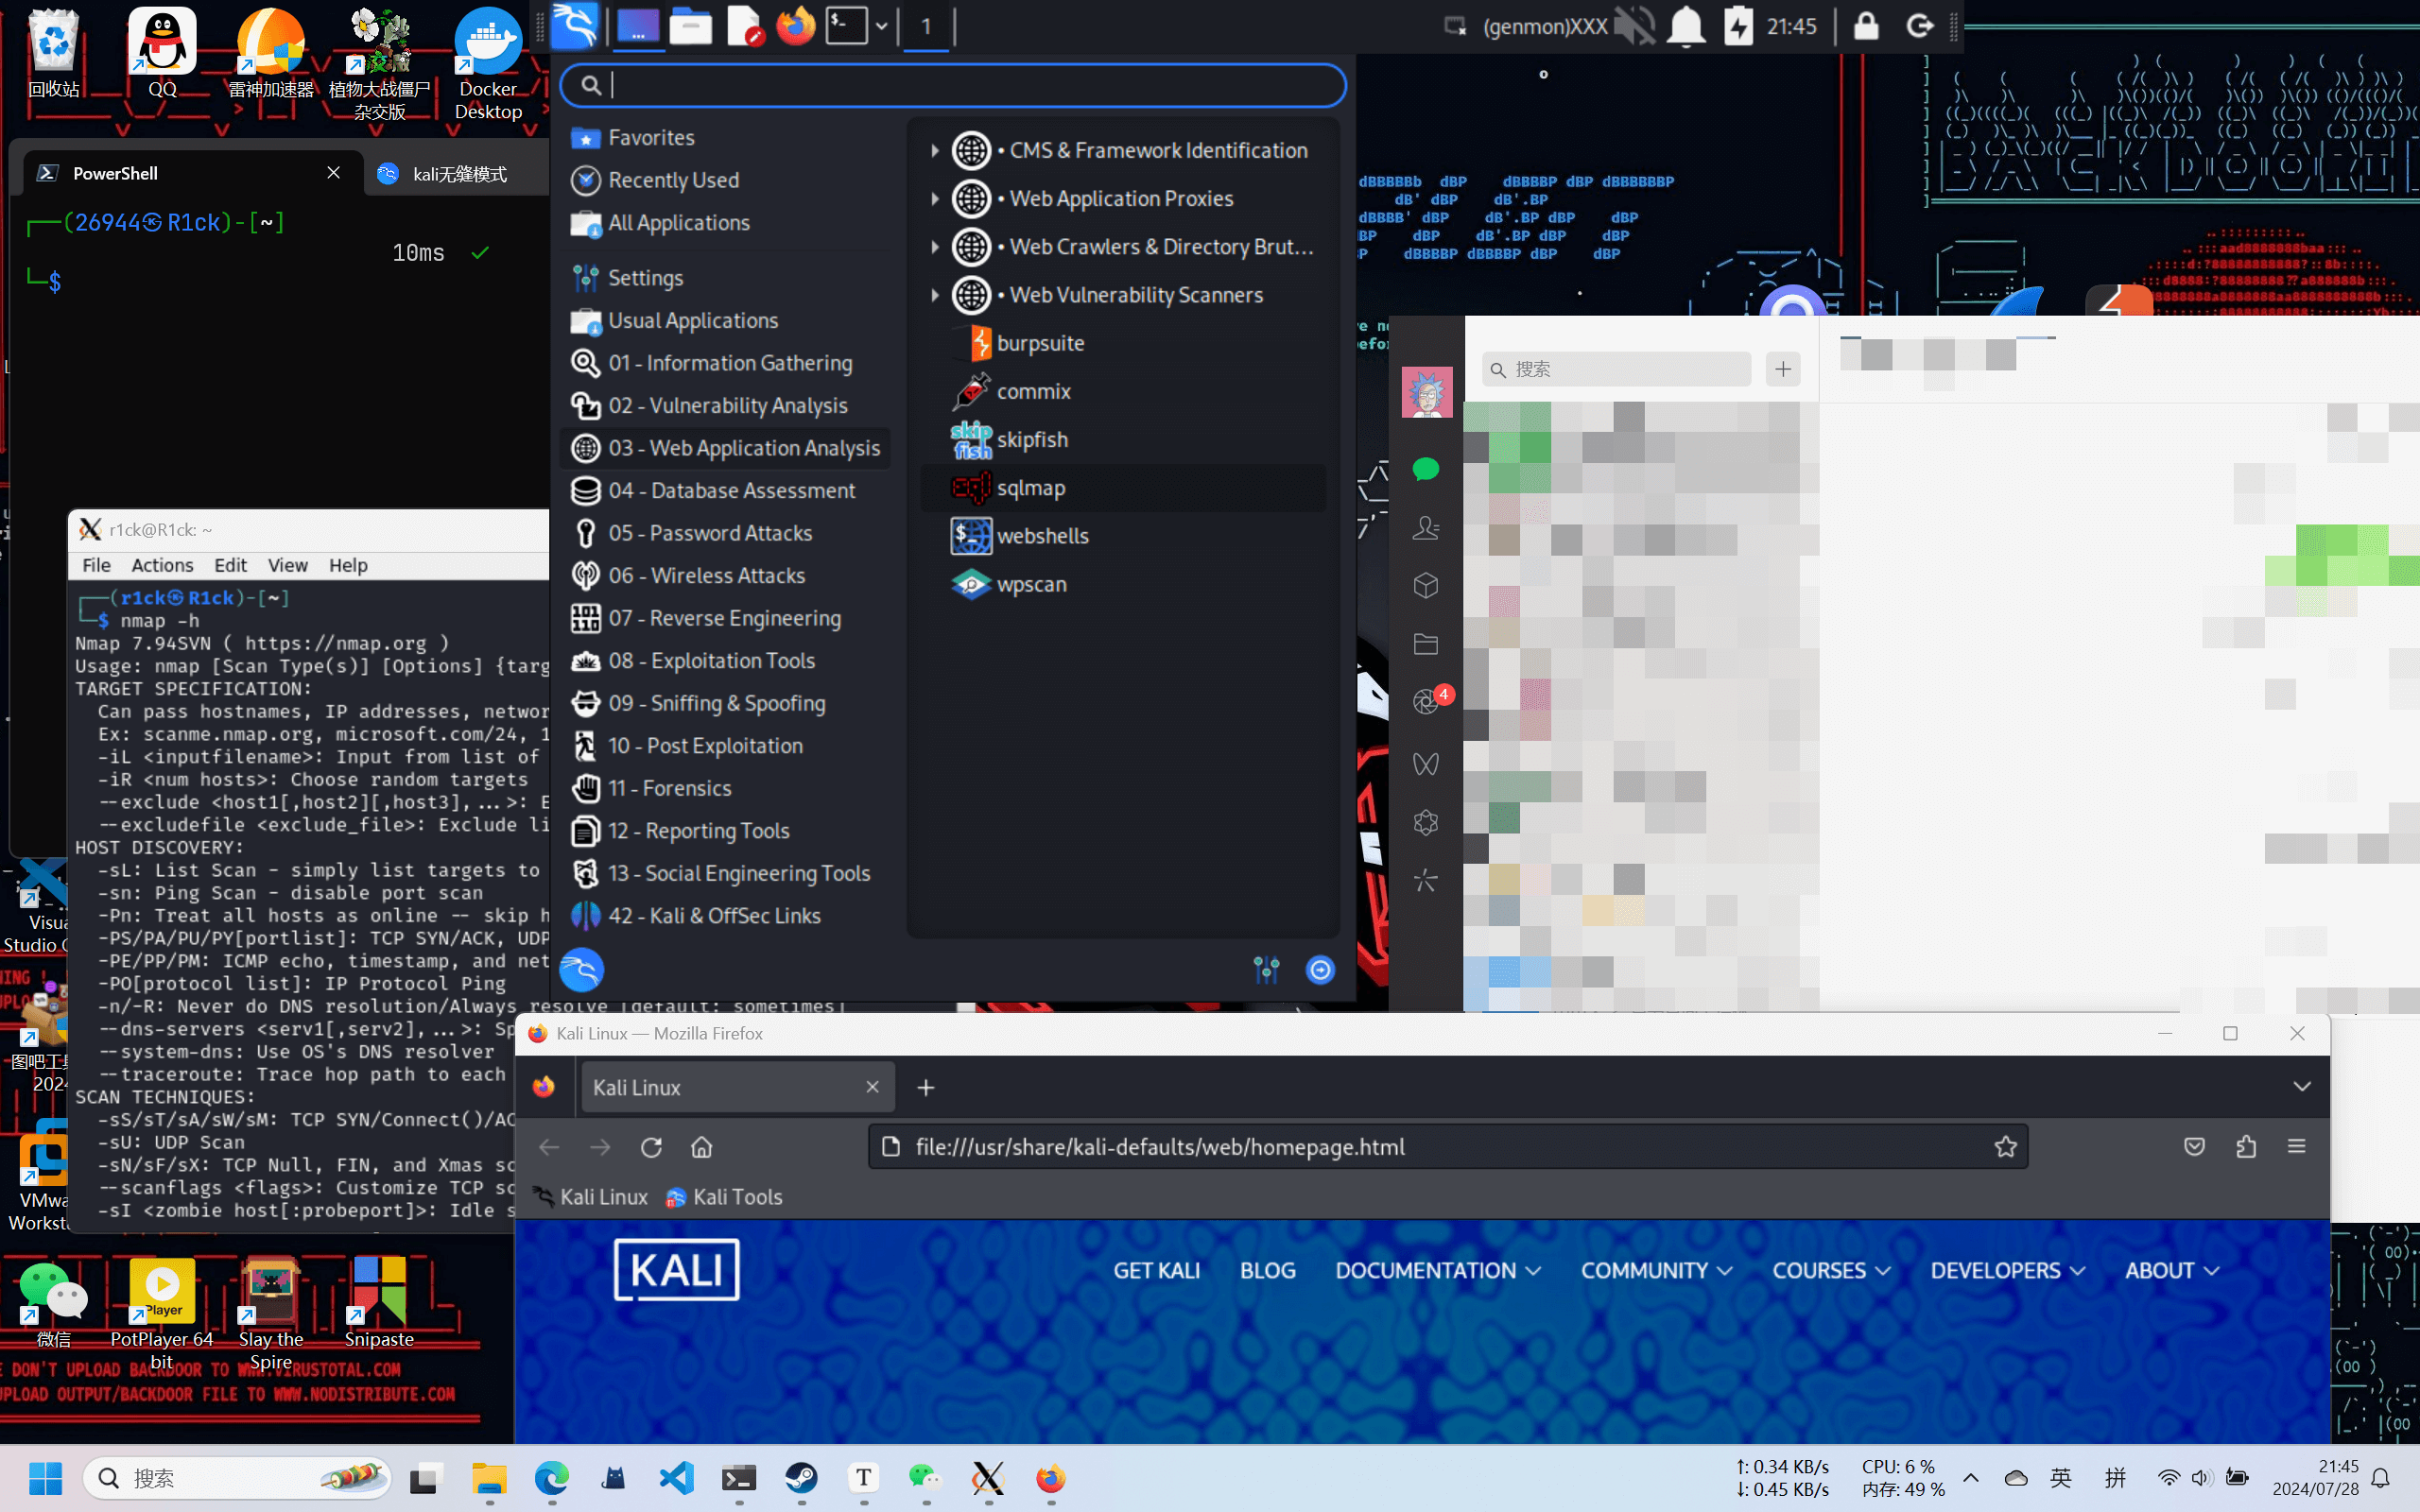 回收站
QQ
雷神加速器
植物大战僵尸
杂交版
Docker
Desktop
1
(genmon)XXX
21:45
PowerShell
kali无缝模式
┌──(26944㉿R1ck)-[~]
10ms ✓
└─$
Favorites
Recently Used
All Applications
Settings
Usual Applications
01 - Information Gathering
02 - Vulnerability Analysis
03 - Web Application Analysis
04 - Database Assessment
05 - Password Attacks
06 - Wireless Attacks
07 - Reverse Engineering
08 - Exploitation Tools
09 - Sniffing & Spoofing
10 - Post Exploitation
11 - Forensics
12 - Reporting Tools
13 - Social Engineering Tools
42 - Kali & OffSec Links
• CMS & Framework Identification
• Web Application Proxies
• Web Crawlers & Directory Brut...
• Web Vulnerability Scanners
burpsuite
commix
skipfish
sqlmap
webshells
wpscan
搜索
4
r1ck@R1ck: ~
File Actions Edit View Help
┌──(r1ck㉿R1ck)-[~]
└─$ nmap -h
Nmap 7.94SVN ( https://nmap.org )
Usage: nmap [Scan Type(s)] [Options] {targ
TARGET SPECIFICATION:
Can pass hostnames, IP addresses, networ
Ex: scanme.nmap.org, microsoft.com/24, 1
-iL <inputfilename>: Input from list of
-iR <num hosts>: Choose random targets
--exclude <host1[,host2][,host3],...>: E
--excludefile <exclude_file>: Exclude li
HOST DISCOVERY:
-sL: List Scan - simply list targets to
-sn: Ping Scan - disable port scan
-Pn: Treat all hosts as online -- skip h
-PS/PA/PU/PY[portlist]: TCP SYN/ACK, UDP
-PE/PP/PM: ICMP echo, timestamp, and net
-PO[protocol list]: IP Protocol Ping
-n/-R: Never do DNS resolution/Always resolve [default: sometimes]
--dns-servers <serv1[,serv2],...>: Sp
--system-dns: Use OS's DNS resolver
--traceroute: Trace hop path to each
SCAN TECHNIQUES:
-sS/sT/sA/sW/sM: TCP SYN/Connect()/AC
-sU: UDP Scan
-sN/sF/sX: TCP Null, FIN, and Xmas sc
--scanflags <flags>: Customize TCP sc
-sI <zombie host[:probeport]>: Idle s
Visua
Studio C
图吧工具
2024
VMwa
Workst
Kali Linux — Mozilla Firefox
Kali Linux
file:///usr/share/kali-defaults/web/homepage.html
Kali Linux
Kali Tools
KALI
GET KALI
BLOG
DOCUMENTATION
COMMUNITY
COURSES
DEVELOPERS
ABOUT
微信
PotPlayer 64
bit
Slay the
Spire
Snipaste
E DON'T UPLOAD BACKDOOR TO WWW.VIRUSTOTAL.COM
UPLOAD OUTPUT/BACKDOOR FILE TO WWW.NODISTRIBUTE.COM
搜索
↑: 0.34 KB/s
↓: 0.45 KB/s
CPU: 6 %
内存: 49 %
英
拼
21:45
2024/07/28